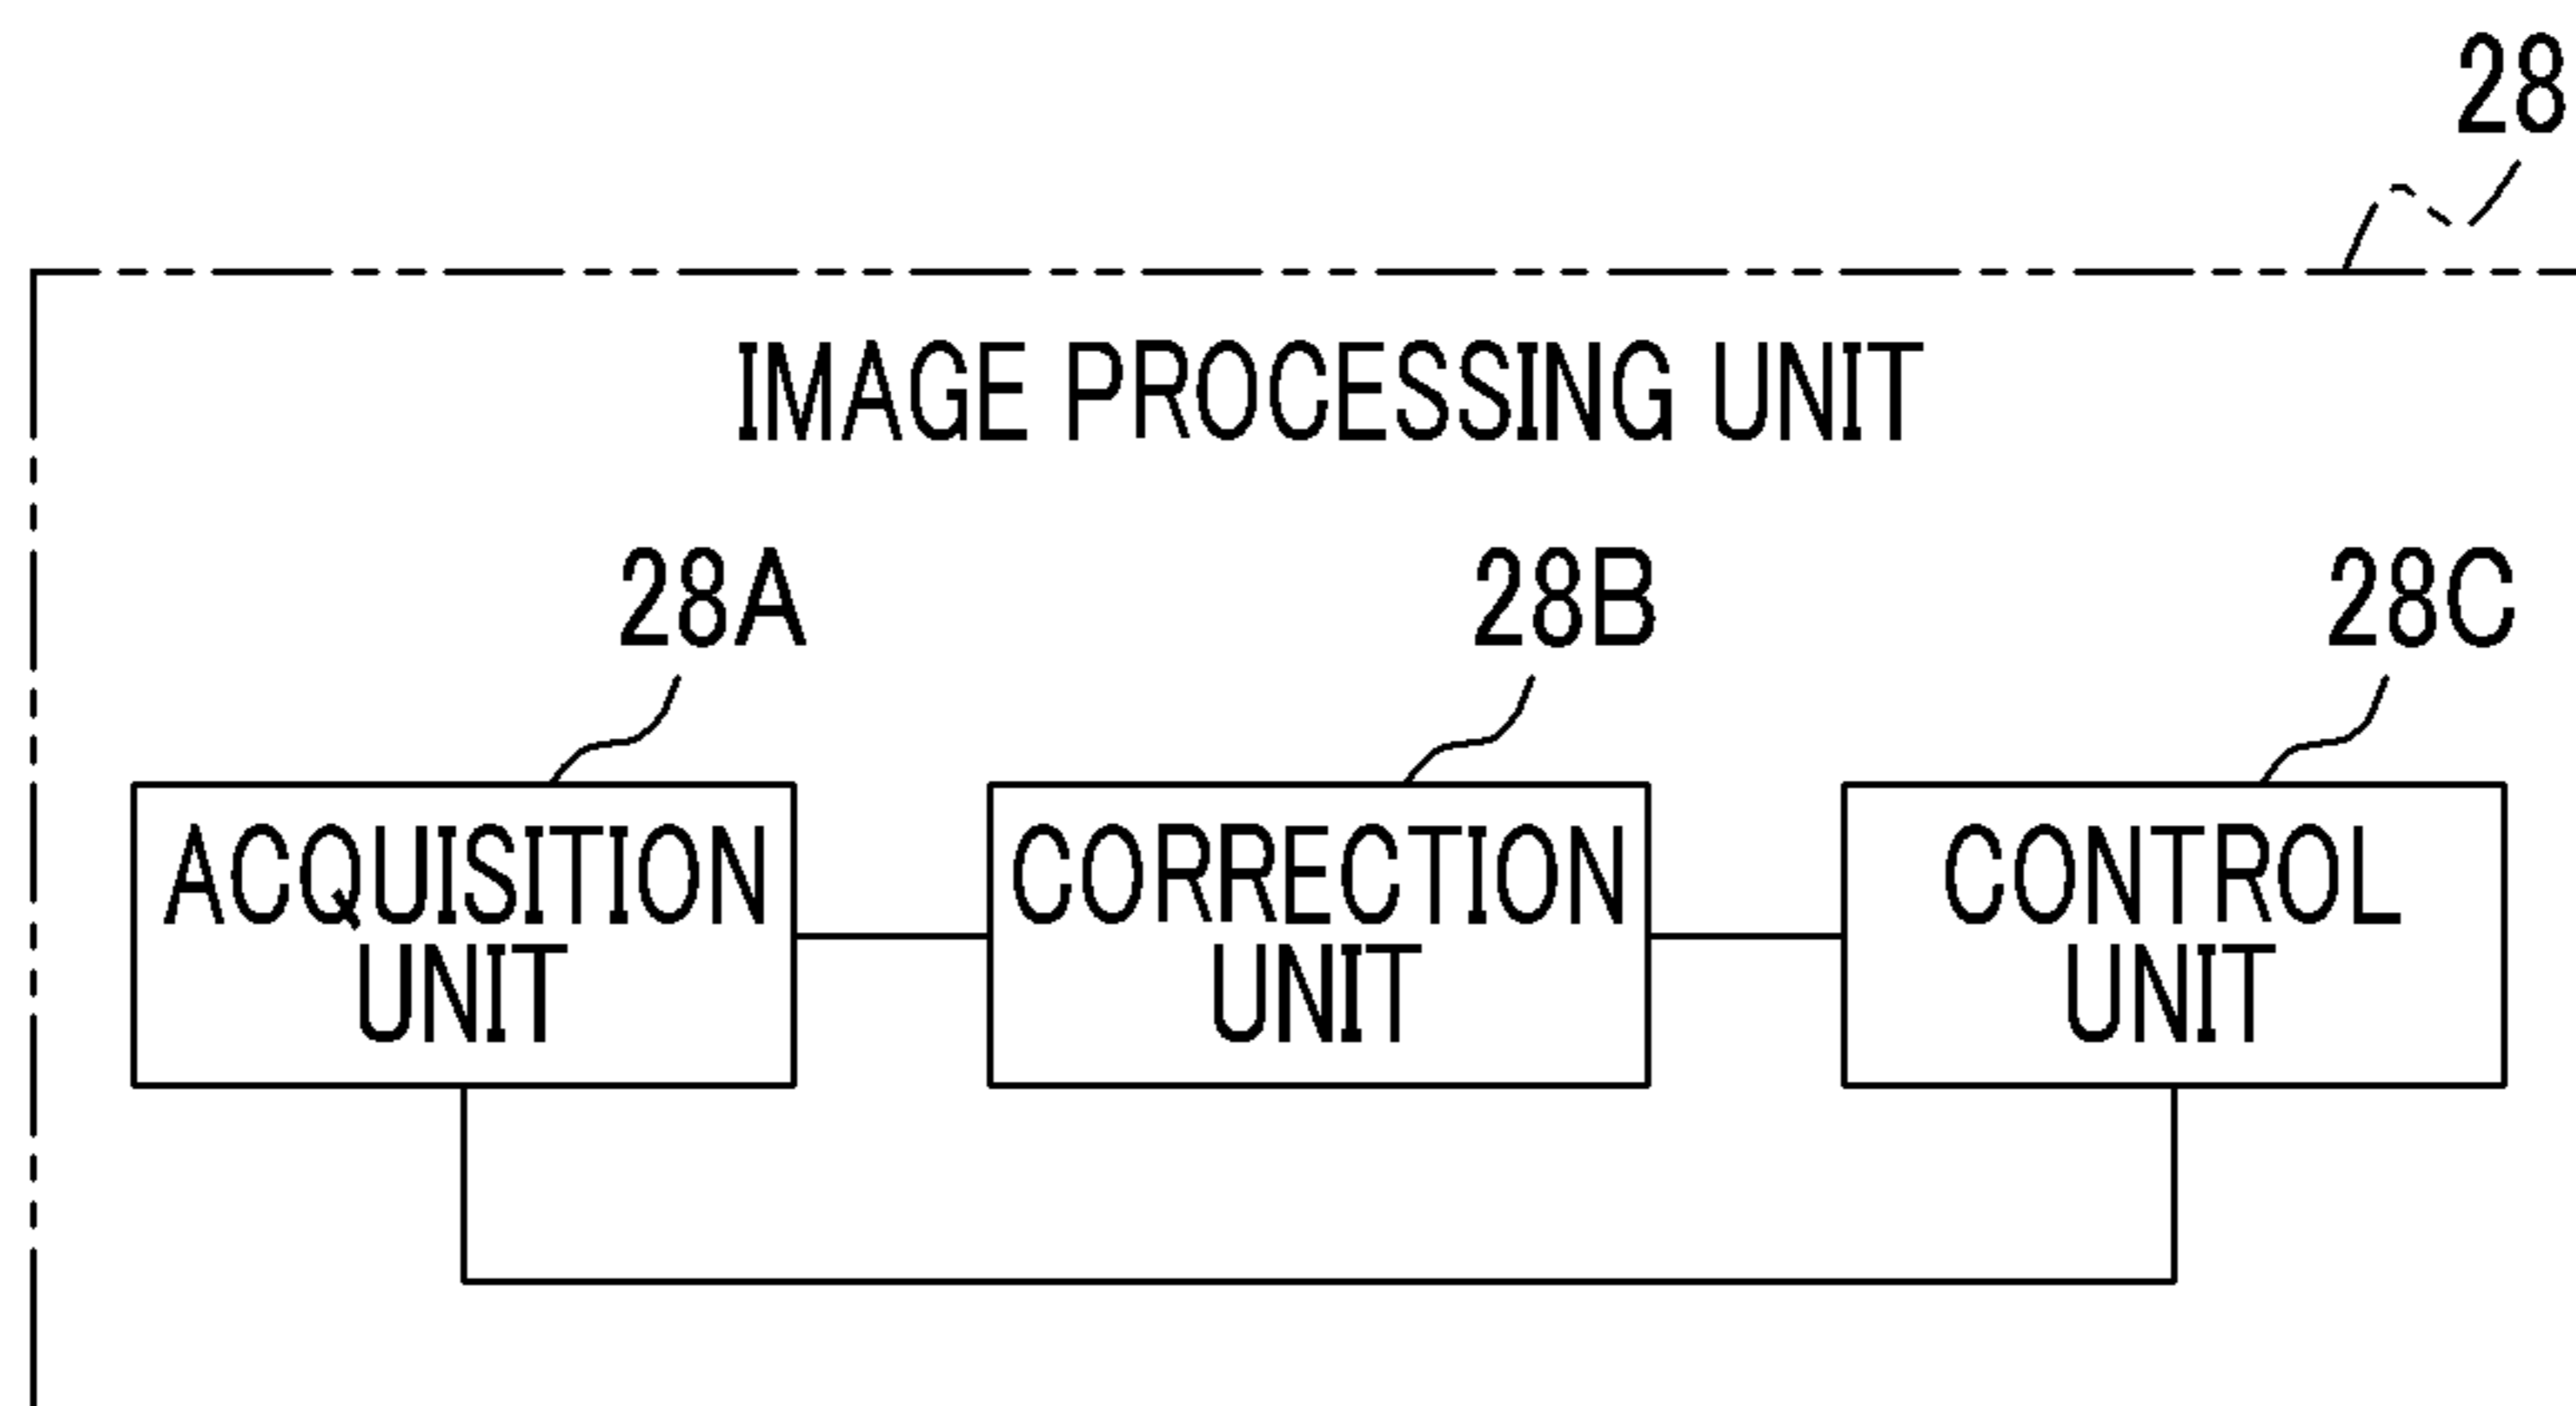 28
IMAGE PROCESSING UNIT
28A
28B
28C
ACQUISITION
UNIT
CORRECTION
UNIT
CONTROL
UNIT